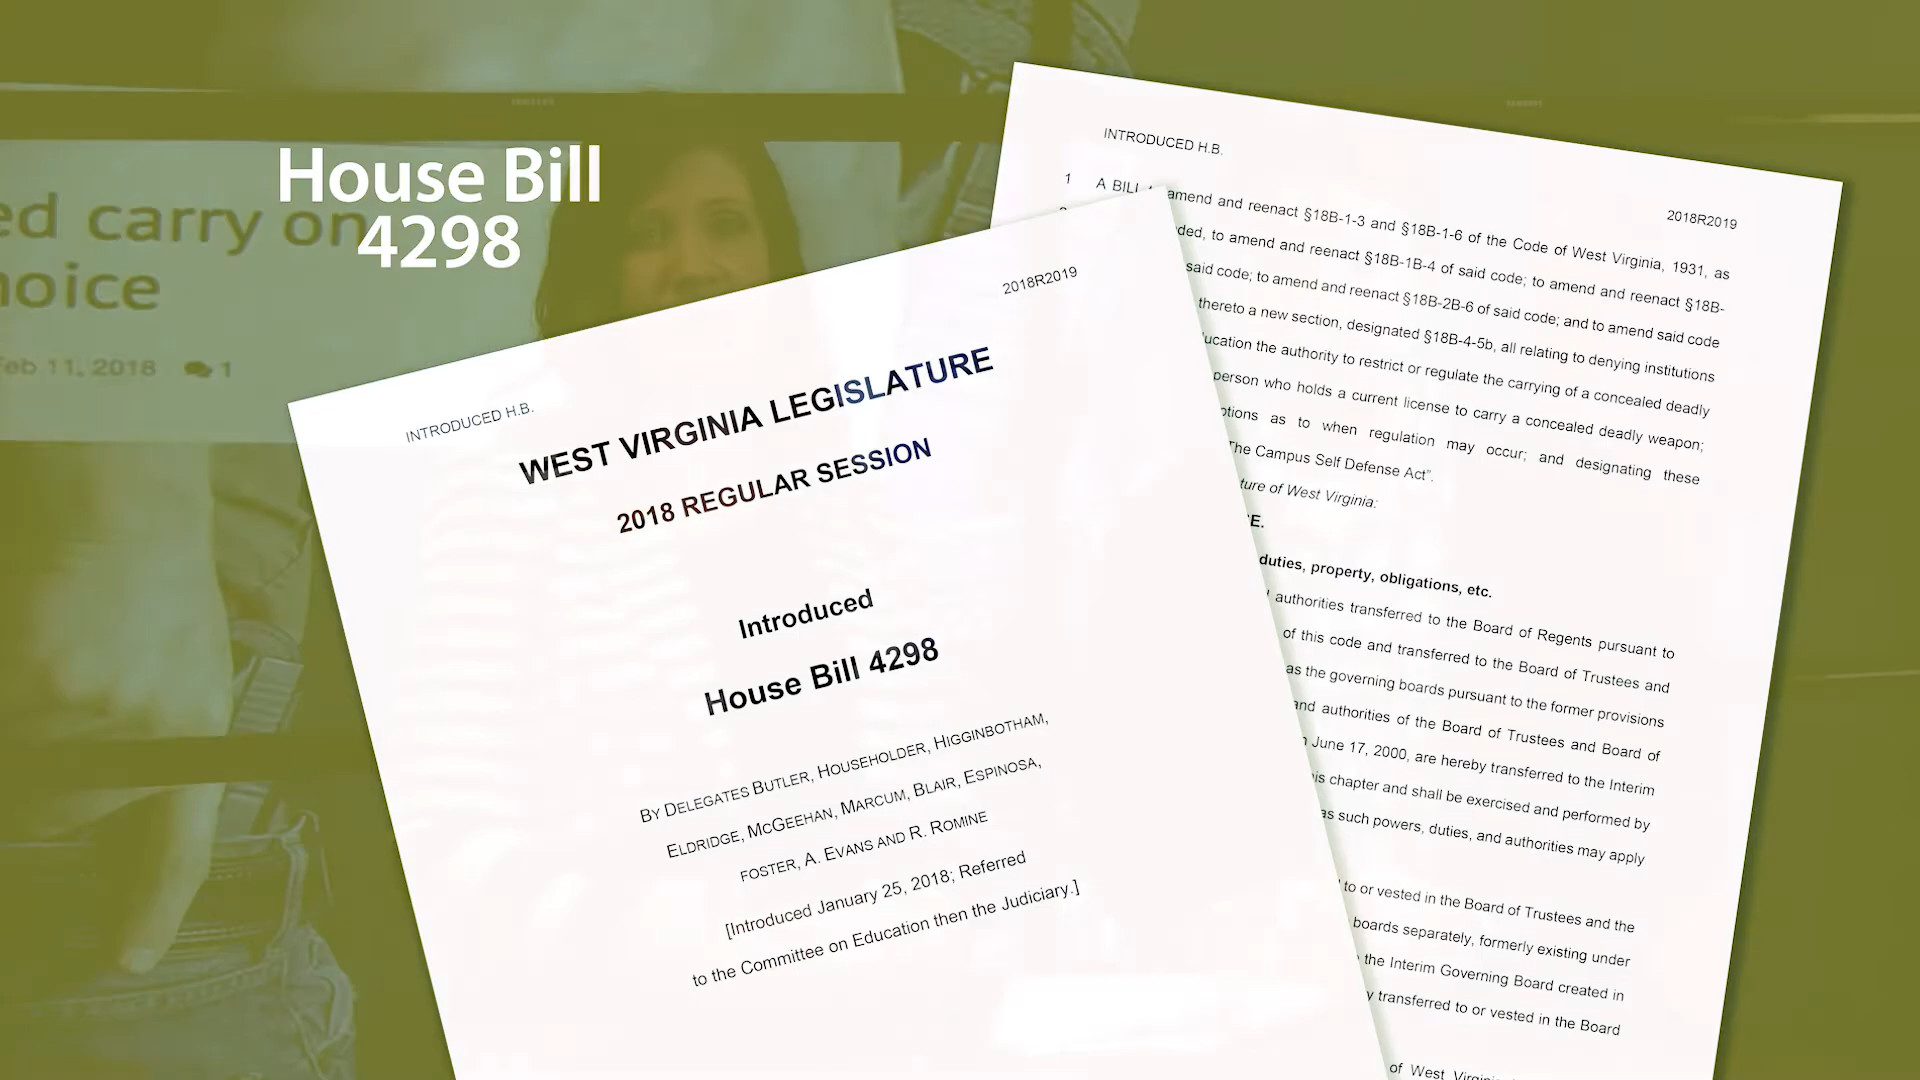 House Bill
4298
ed carry on
hoice
Feb 11, 2018 1
INTRODUCED H.B.
2018R2019
WEST VIRGINIA LEGISLATURE
2018 REGULAR SESSION
Introduced
House Bill 4298
BY DELEGATES BUTLER, HOUSEHOLDER, HIGGINBOTHAM,
ELDRIDGE, MCGEEHAN, MARCUM, BLAIR, ESPINOSA,
FOSTER, A. EVANS AND R. ROMINE
[Introduced January 25, 2018; Referred
to the Committee on Education then the Judiciary.]
INTRODUCED H.B.
2018R2019
1 A BILL amend and reenact §18B-1-3 and §18B-1-6 of the Code of West Virginia, 1931, as
ded, to amend and reenact §18B-1B-4 of said code; to amend and reenact §18B-
said code; to amend and reenact §18B-2B-6 of said code; and to amend said code
thereto a new section, designated §18B-4-5b, all relating to denying institutions
ucation the authority to restrict or regulate the carrying of a concealed deadly
person who holds a current license to carry a concealed deadly weapon;
ptions as to when regulation may occur; and designating these
The Campus Self Defense Act”.
ture of West Virginia:
E.
duties, property, obligations, etc.
authorities transferred to the Board of Regents pursuant to
of this code and transferred to the Board of Trustees and
as the governing boards pursuant to the former provisions
and authorities of the Board of Trustees and Board of
June 17, 2000, are hereby transferred to the Interim
is chapter and shall be exercised and performed by
as such powers, duties, and authorities may apply
to or vested in the Board of Trustees and the
boards separately, formerly existing under
the Interim Governing Board created in
y transferred to or vested in the Board
of West Virginia